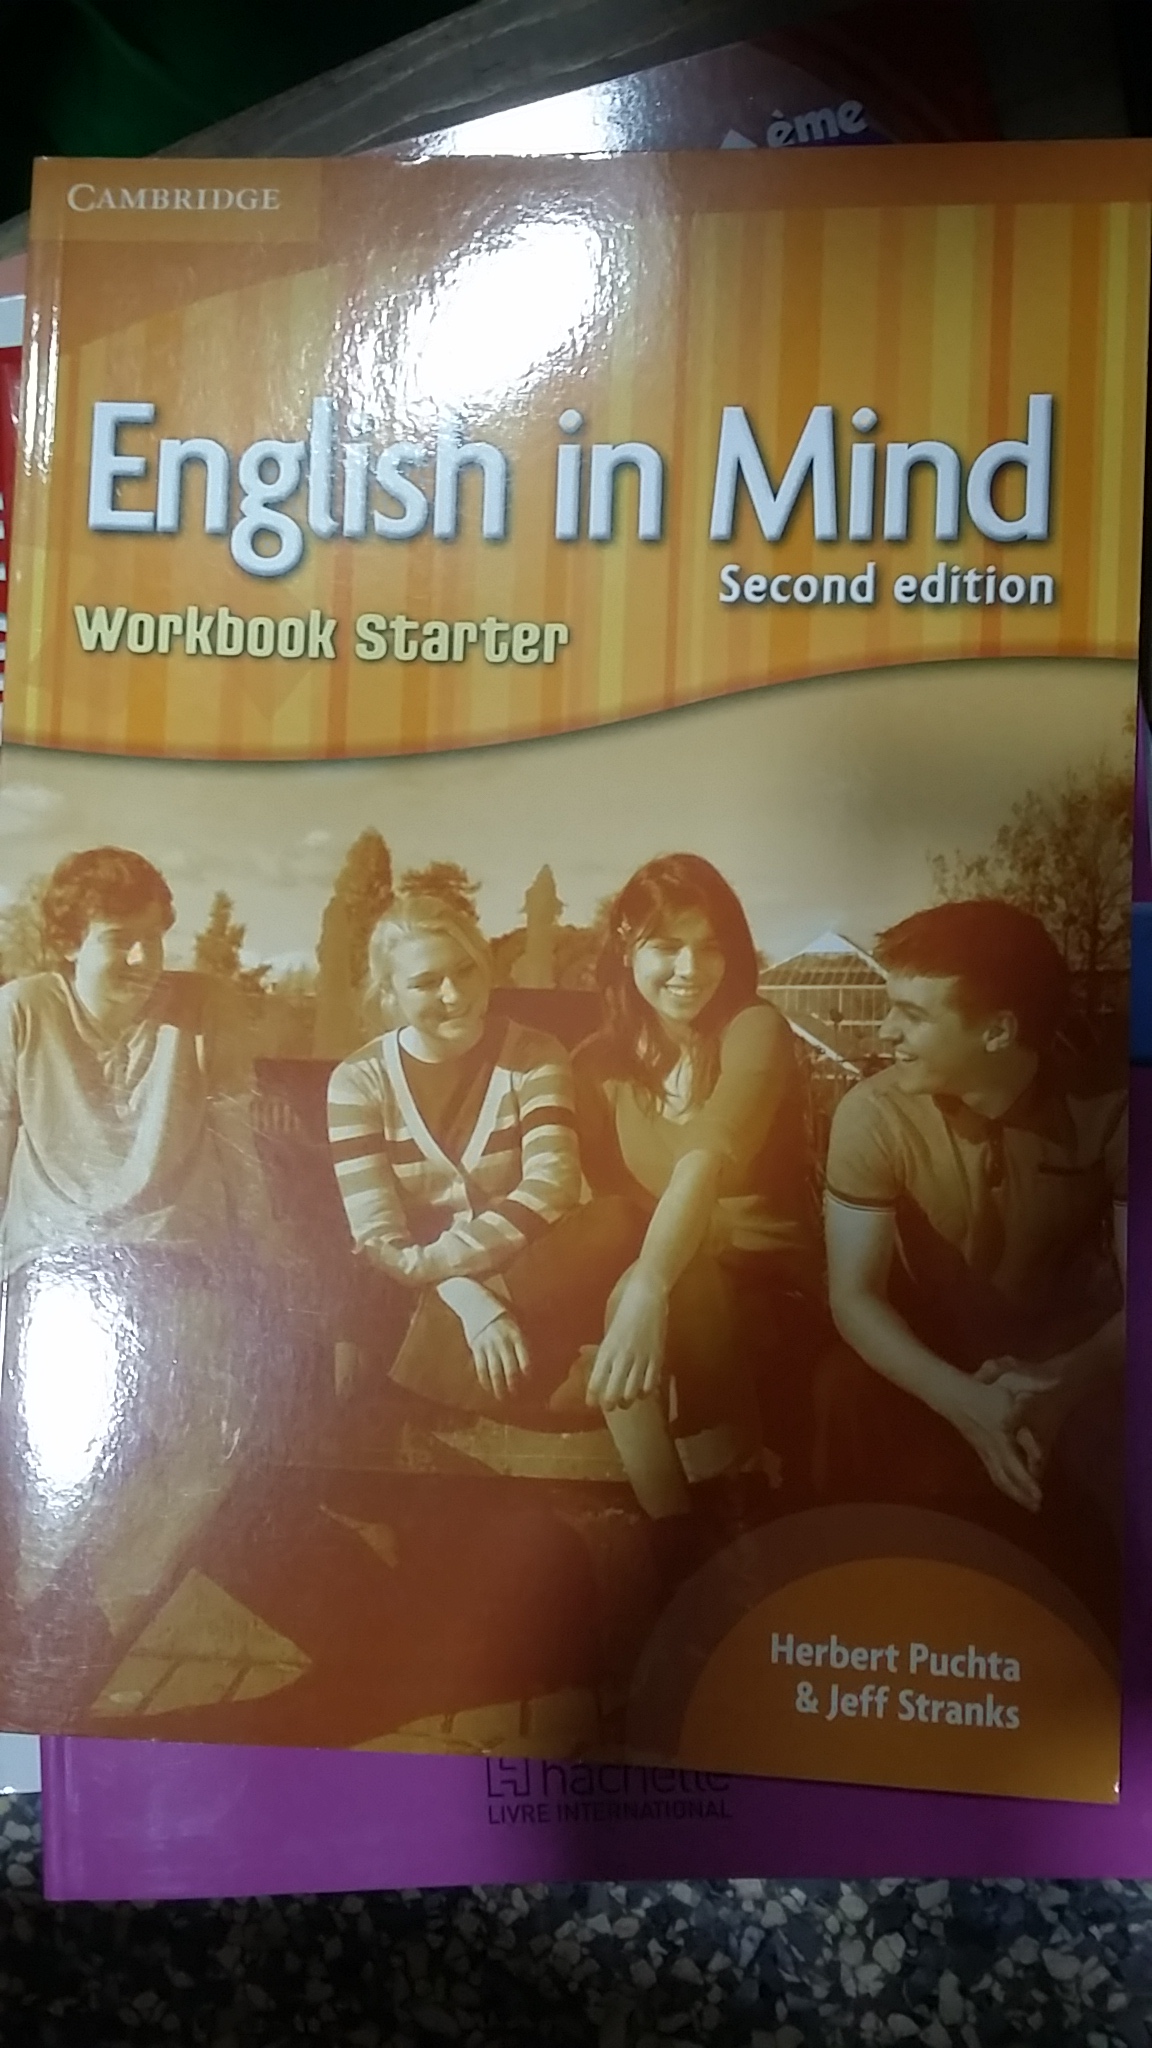 ème
CAMBRIDGE
English in Mind
Second edition
Workbook Starter
Herbert Puchta
& Jeff Stranks
hachette
LIVRE INTERNATIONAL